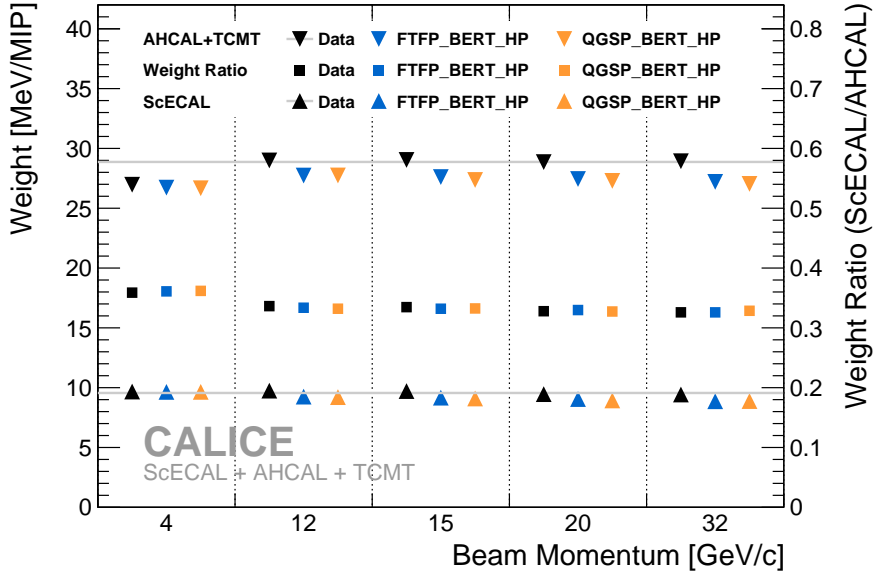 Weight [MeV/MIP]
40
35
30
25
20
15
10
5
0
AHCAL+TCMT Data FTFP_BERT_HP QGSP_BERT_HP
Weight Ratio Data FTFP_BERT_HP QGSP_BERT_HP
ScECAL Data FTFP_BERT_HP QGSP_BERT_HP
CALICE
ScECAL + AHCAL + TCMT
0.8
0.7
0.6
0.5
0.4
0.3
0.2
0.1
0.0
Weight Ratio (ScECAL/AHCAL)
4 12 15 20 32
Beam Momentum [GeV/c]